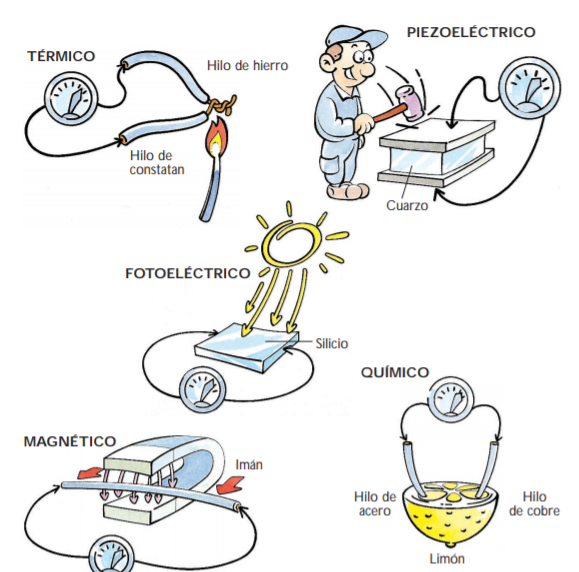 TÉRMICO
Hilo de hierro
Hilo de
constatan
PIEZOELÉCTRICO
Cuarzo
FOTOELÉCTRICO
Silicio
QUÍMICO
Hilo de
acero
Hilo
de cobre
Limón
MAGNÉTICO
Imán